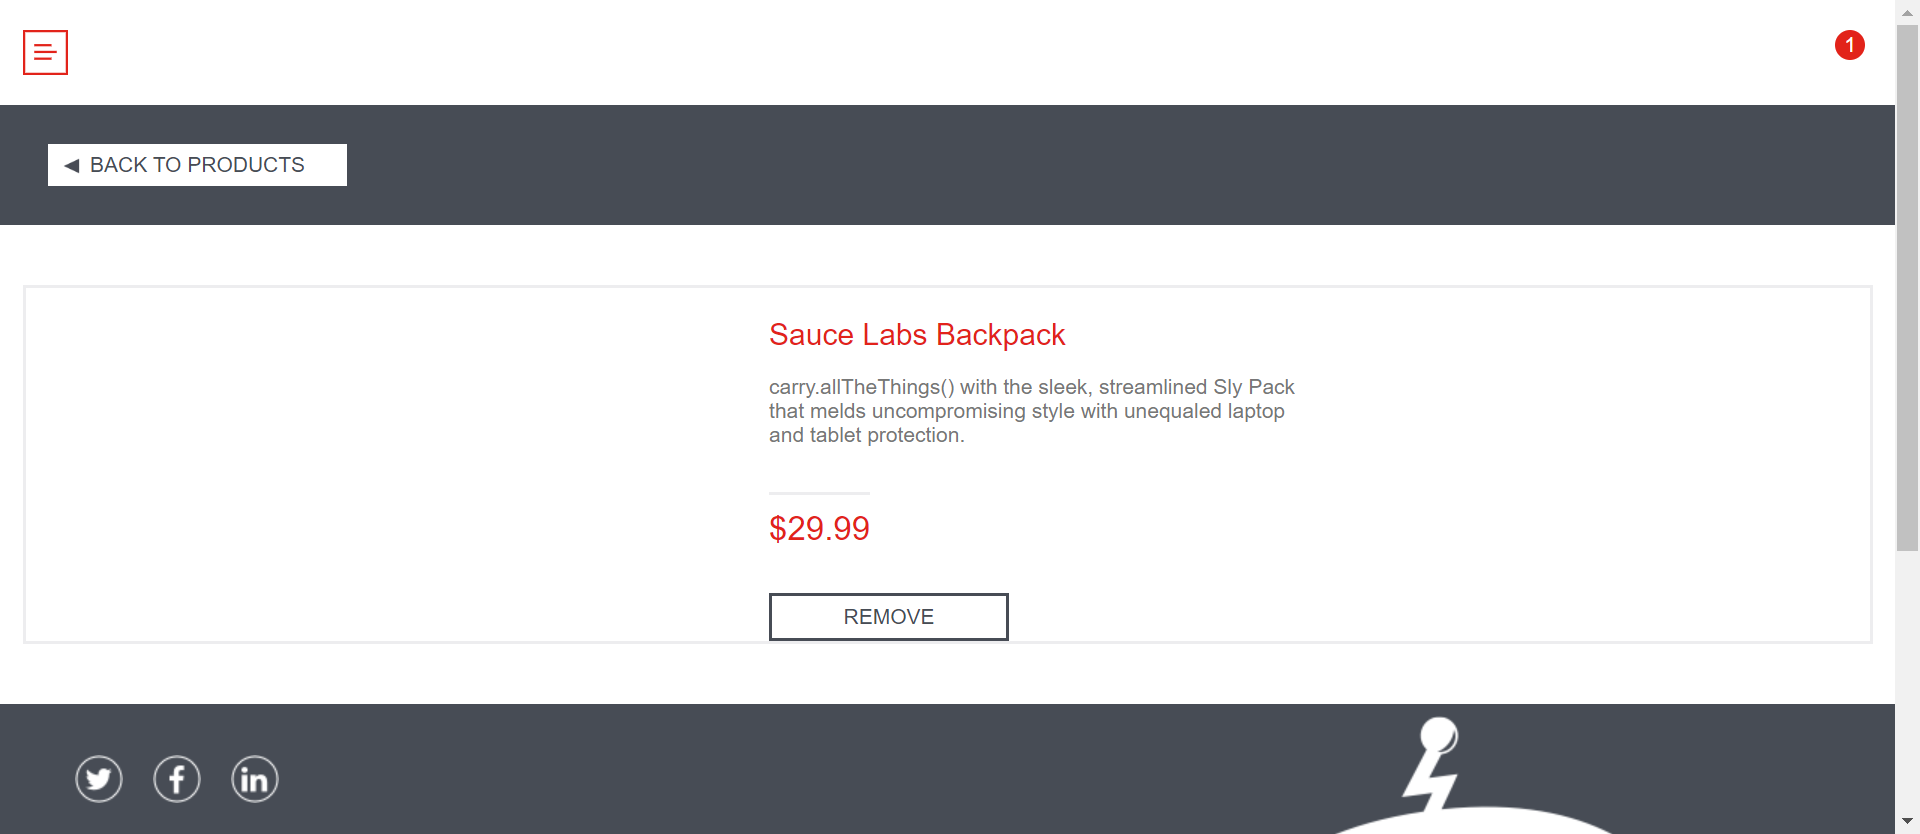 1
BACK TO PRODUCTS
Sauce Labs Backpack
carry.allTheThings() with the sleek, streamlined Sly Pack
that melds uncompromising style with unequaled laptop
and tablet protection.
$29.99
REMOVE